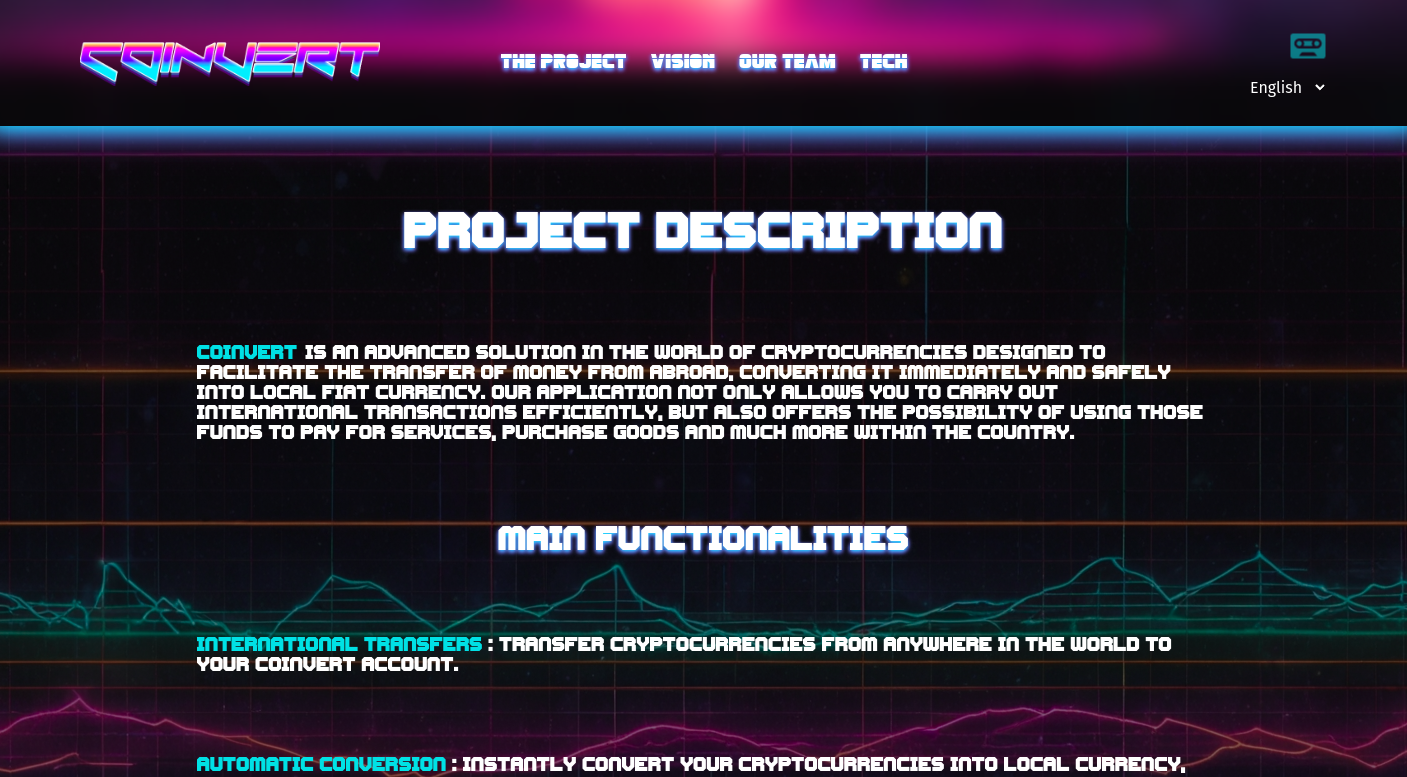 COINVERT
THE PROJECT VISION OUR TEAM TECH
English
PROJECT DESCRIPTION
COINVERT IS AN ADVANCED SOLUTION IN THE WORLD OF CRYPTOCURRENCIES DESIGNED TO
FACILITATE THE TRANSFER OF MONEY FROM ABROAD, CONVERTING IT IMMEDIATELY AND SAFELY
INTO LOCAL FIAT CURRENCY. OUR APPLICATION NOT ONLY ALLOWS YOU TO CARRY OUT
INTERNATIONAL TRANSACTIONS EFFICIENTLY, BUT ALSO OFFERS THE POSSIBILITY OF USING THOSE
FUNDS TO PAY FOR SERVICES, PURCHASE GOODS AND MUCH MORE WITHIN THE COUNTRY.
MAIN FUNCTIONALITIES
INTERNATIONAL TRANSFERS : TRANSFER CRYPTOCURRENCIES FROM ANYWHERE IN THE WORLD TO
YOUR COINVERT ACCOUNT.
AUTOMATIC CONVERSION : INSTANTLY CONVERT YOUR CRYPTOCURRENCIES INTO LOCAL CURRENCY,